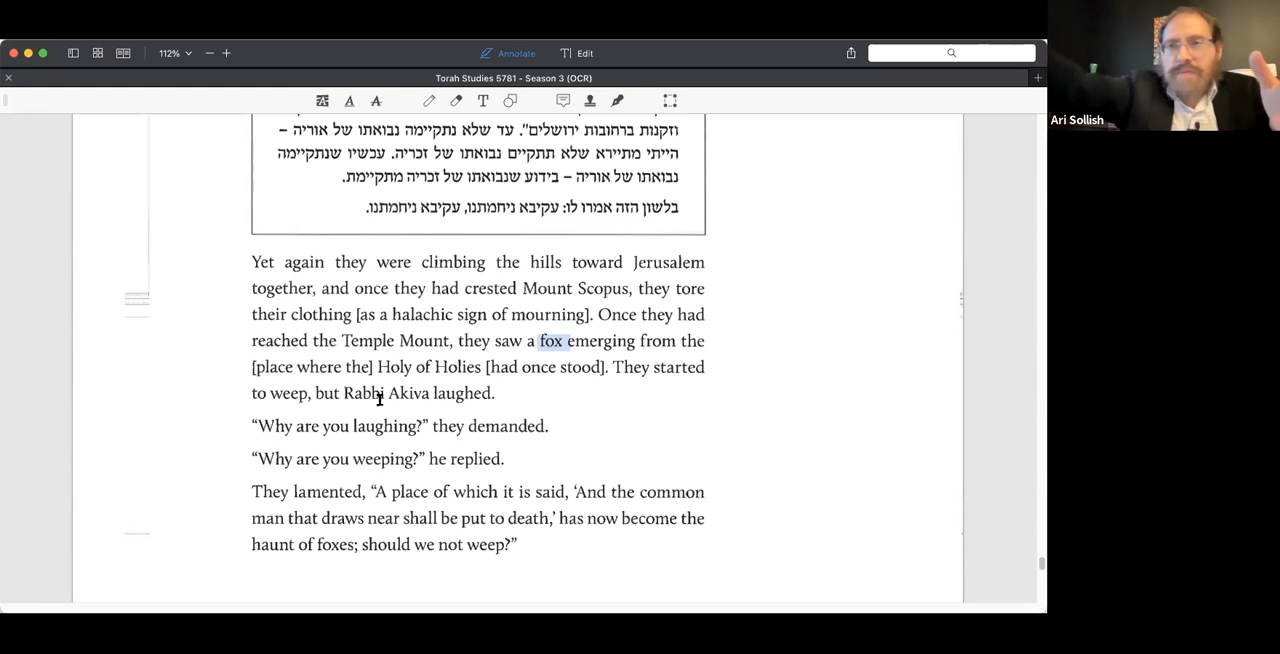 112%
Annotate
Edit
Torah Studies 5781 - Season 3 (OCR)
Ari Sollish
וזקנות ברחובות ירושלים". עד שלא נתקיימה נבואתו של אוריה –
הייתי מתיירא שלא תתקיים נבואתו של זכריה. עכשיו שנתקיימה
נבואתו של אוריה – בידוע שנבואתו של זכריה מתקיימת.
בלשון הזה אמרו לו: עקיבא ניחמתנו, עקיבא ניחמתנו.
Yet again they were climbing the hills toward Jerusalem
together, and once they had crested Mount Scopus, they tore
their clothing [as a halachic sign of mourning]. Once they had
reached the Temple Mount, they saw a fox emerging from the
[place where the] Holy of Holies [had once stood]. They started
to weep, but Rabbi Akiva laughed.
“Why are you laughing?” they demanded.
“Why are you weeping?” he replied.
They lamented, “A place of which it is said, ‘And the common
man that draws near shall be put to death,’ has now become the
haunt of foxes; should we not weep?”